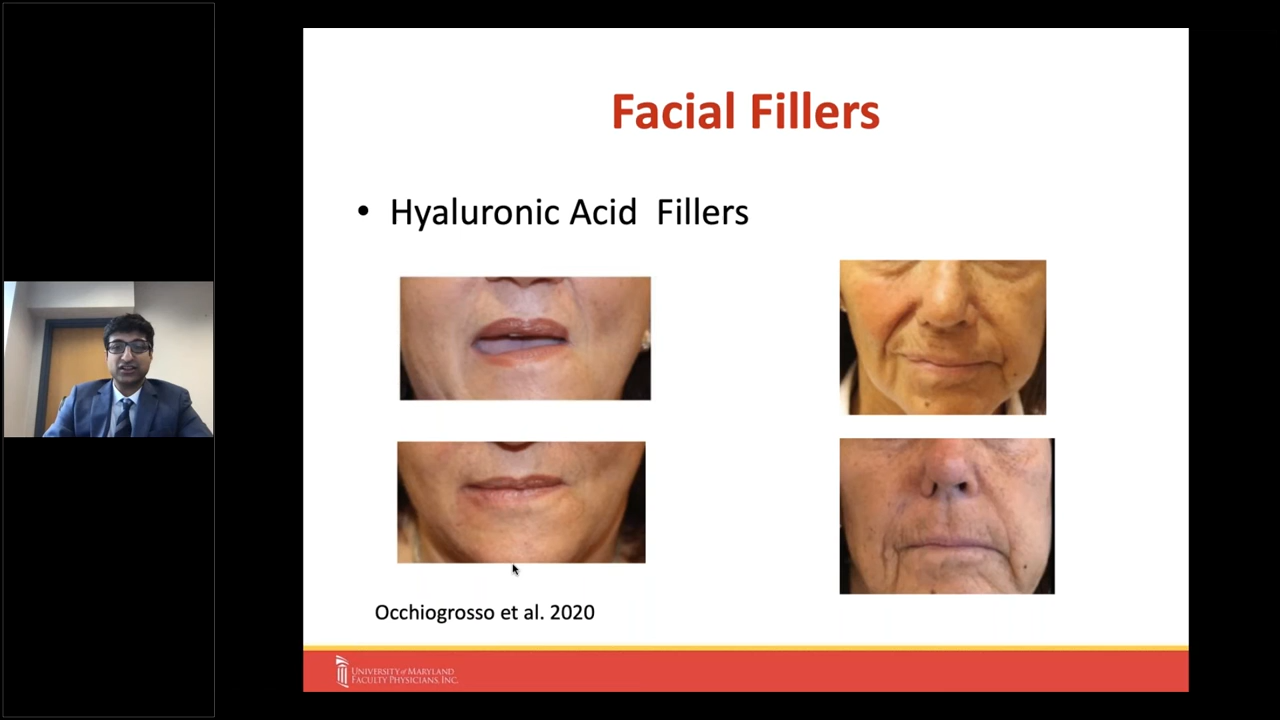 Facial Fillers
• Hyaluronic Acid  Fillers
Occhiogrosso et al. 2020
UNIVERSITY of MARYLAND
FACULTY PHYSICIANS, INC.